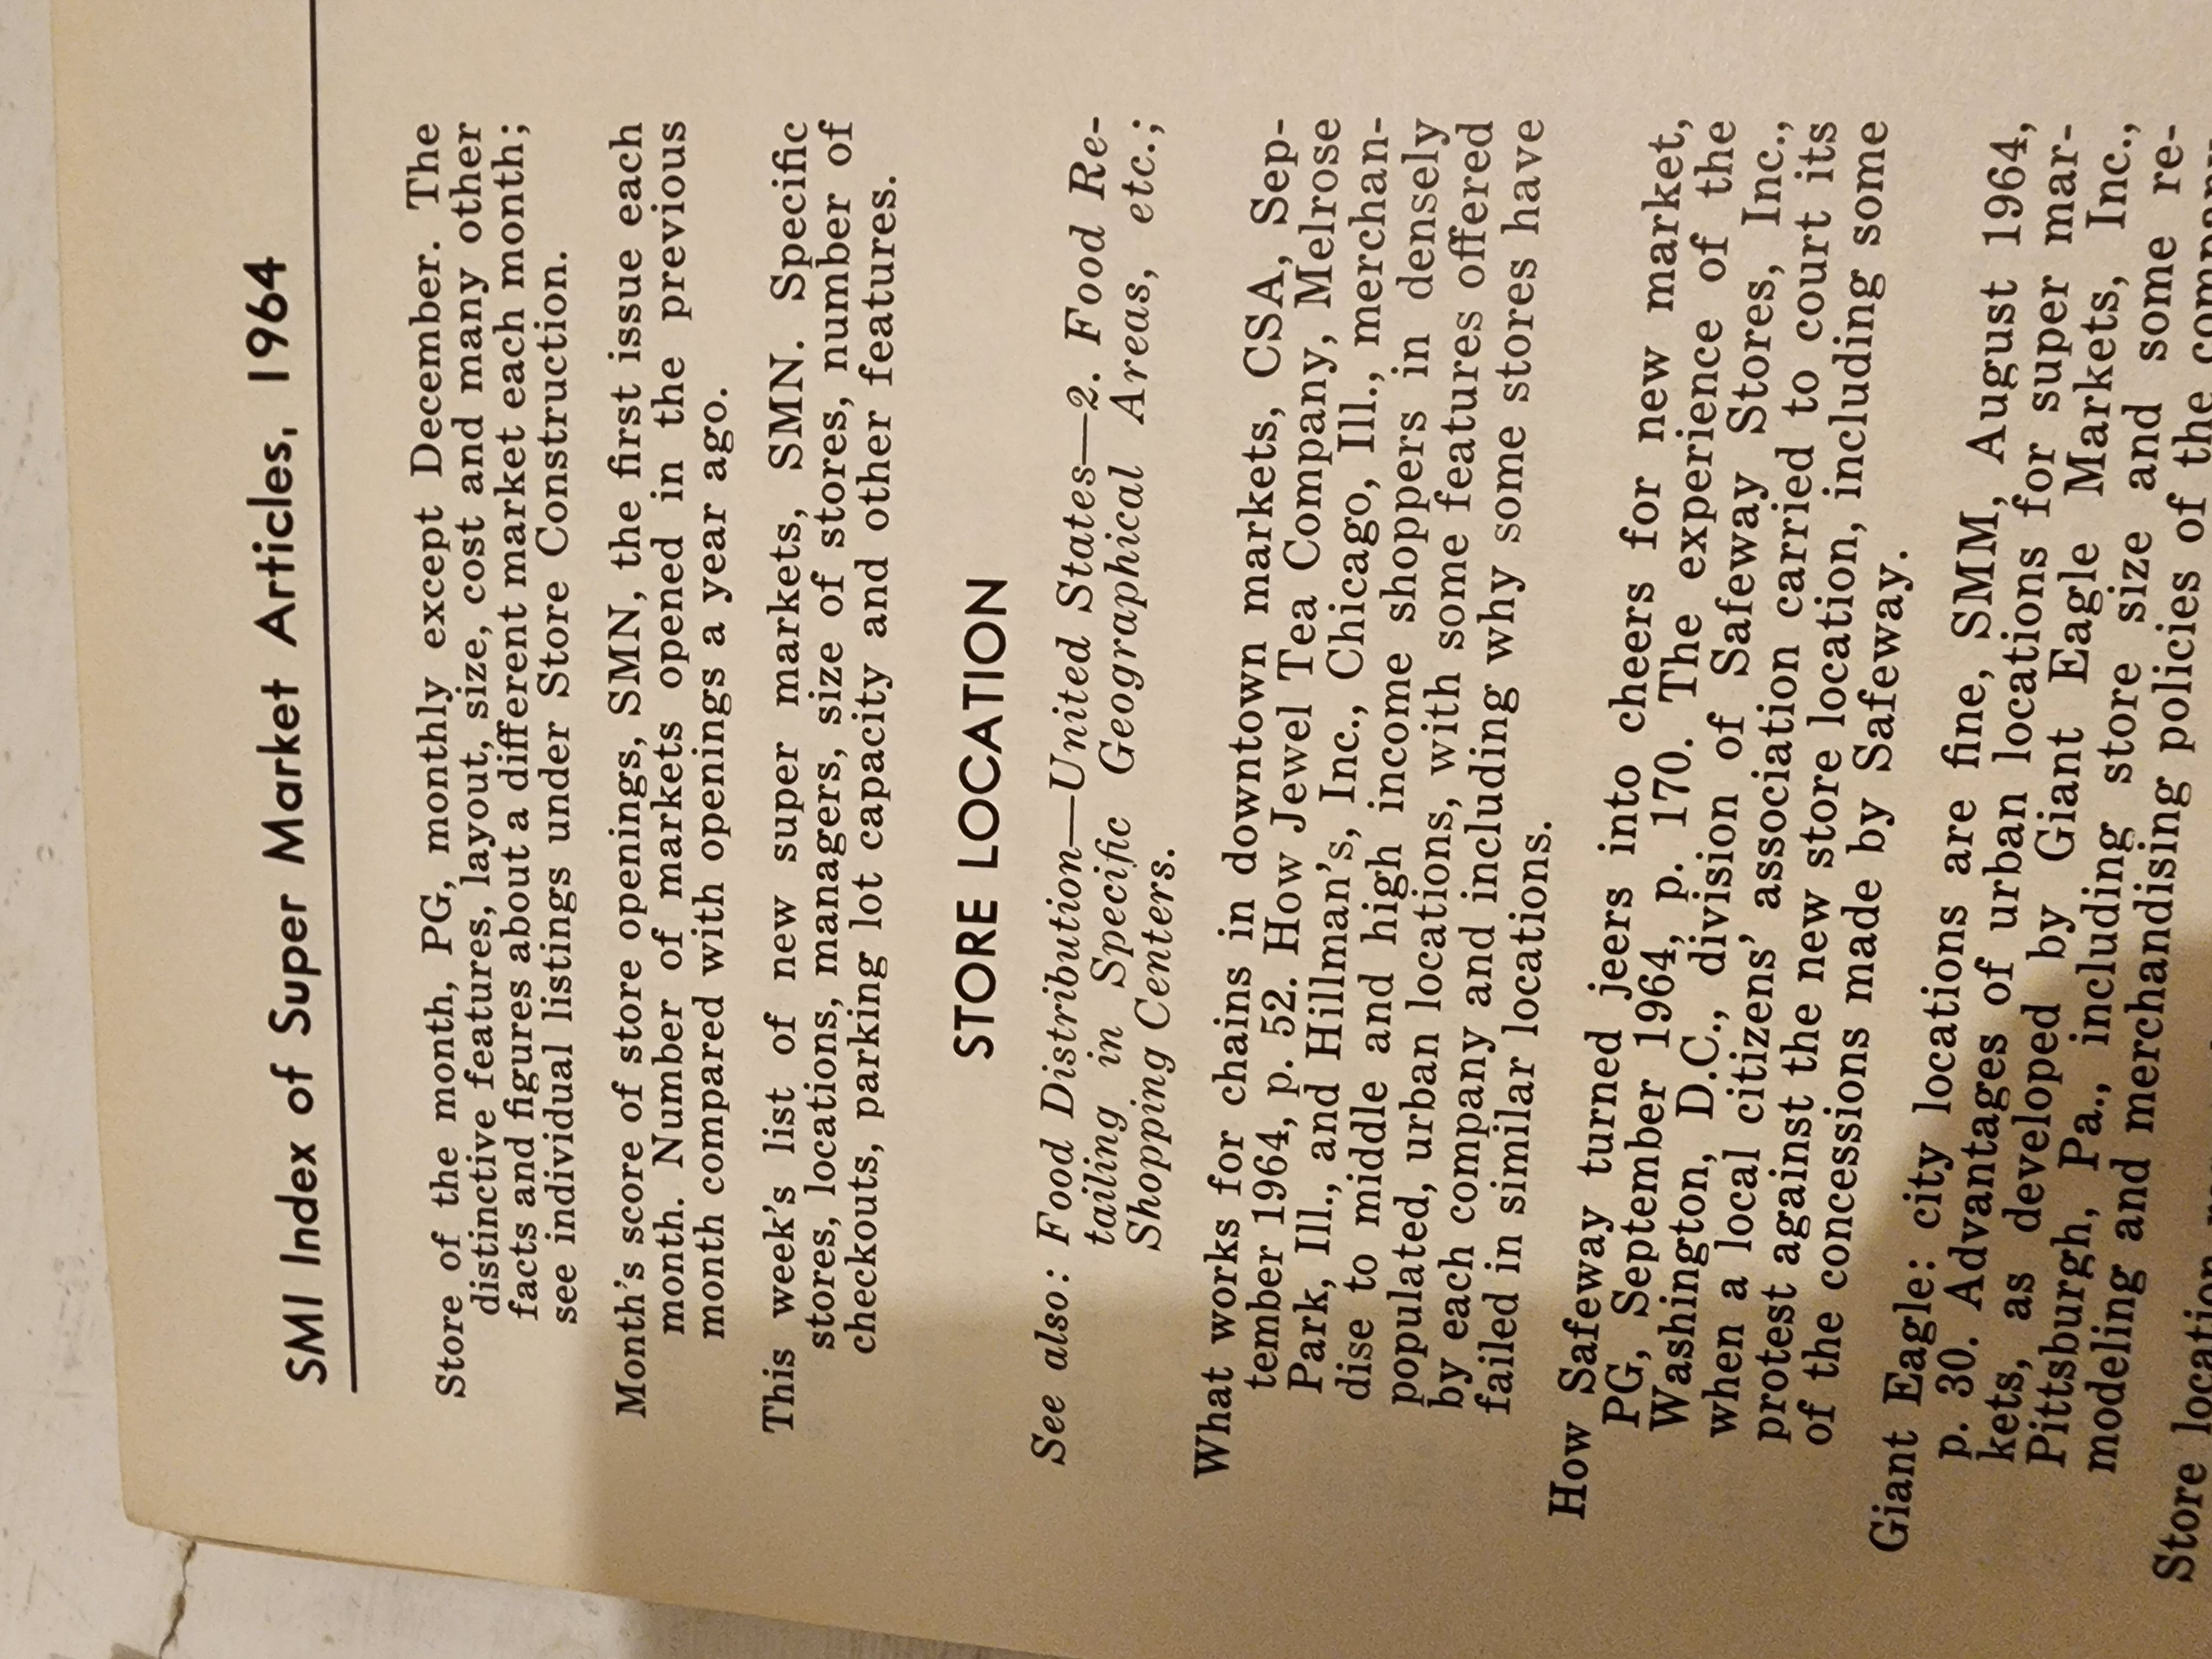 SMI Index of Super Market Articles, 1964
Store of the month, PG, monthly except December. The
distinctive features, layout, size, cost and many other
facts and figures about a different market each month;
see individual listings under Store Construction.
Month's score of store openings, SMN, the first issue each
month. Number of markets opened in the previous
month compared with openings a year ago.
This week's list of new super markets, SMN. Specific
stores, locations, managers, size of stores, number of
checkouts, parking lot capacity and other features.
STORE LOCATION
See also: Food Distribution—United States—2. Food Re-
tailing in Specific Geographical Areas, etc.;
Shopping Centers.
What works for chains in downtown markets, CSA, Sep-
tember 1964, p. 52. How Jewel Tea Company, Melrose
Park, Ill., and Hillman's, Inc., Chicago, Ill., merchan-
dise to middle and high income shoppers in densely
populated, urban locations, with some features offered
by each company and including why some stores have
failed in similar locations.
How Safeway turned jeers into cheers for new market,
PG, September 1964, p. 170. The experience of the
Washington, D.C., division of Safeway Stores, Inc.,
when a local citizens' association carried to court its
protest against the new store location, including some
of the concessions made by Safeway.
Giant Eagle: city locations are fine, SMM, August 1964,
p. 30. Advantages of urban locations for super mar-
kets, as developed by Giant Eagle Markets, Inc.,
Pittsburgh, Pa., including store size and some re-
modeling and merchandising policies of the company.
Store location